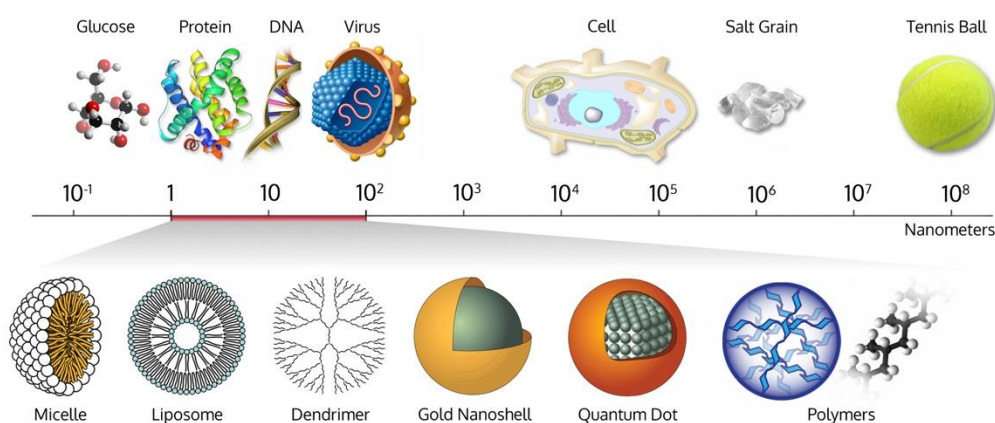 Glucose Protein DNA Virus Cell Salt Grain Tennis Ball
10⁻¹ 1 10 10² 10³ 10⁴ 10⁵ 10⁶ 10⁷ 10⁸
Nanometers
Micelle Liposome Dendrimer Gold Nanoshell Quantum Dot Polymers